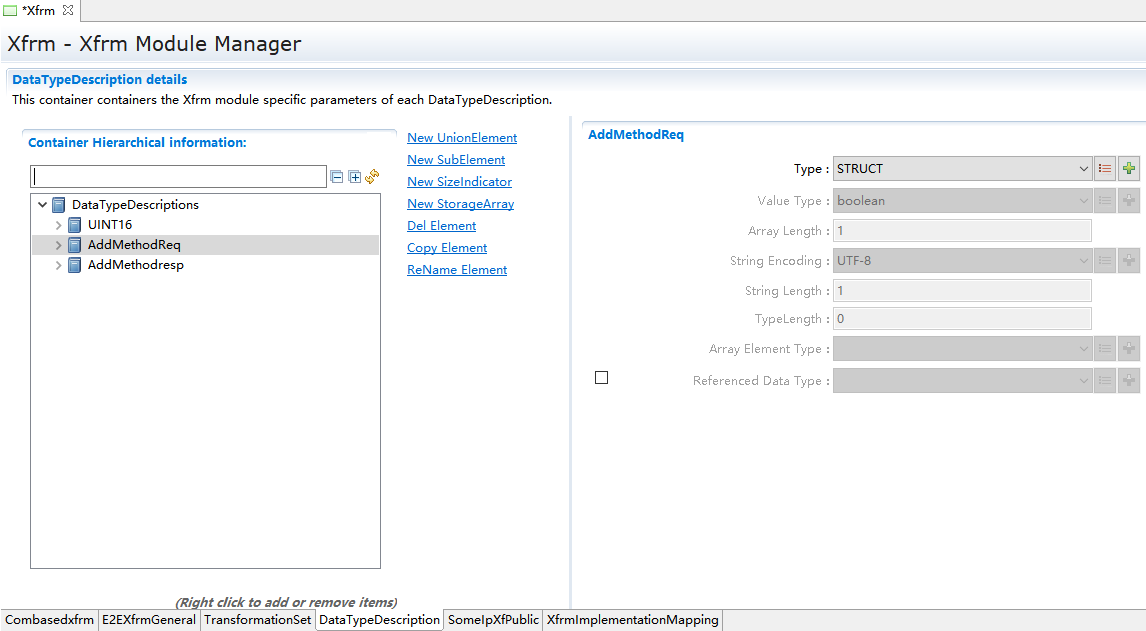 *Xfrm
Xfrm - Xfrm Module Manager
DataTypeDescription details
This container containers the Xfrm module specific parameters of each DataTypeDescription.
Container Hierarchical information:
DataTypeDescriptions
UINT16
AddMethodReq
AddMethodresp
(Right click to add or remove items)
New UnionElement
New SubElement
New SizeIndicator
New StorageArray
Del Element
Copy Element
ReName Element
AddMethodReq
Type : STRUCT
Value Type : boolean
Array Length : 1
String Encoding : UTF-8
String Length : 1
TypeLength : 0
Array Element Type :
Referenced Data Type :
Combasedxfrm E2EXfrmGeneral TransformationSet DataTypeDescription SomeIpXfPublic XfrmImplementationMapping